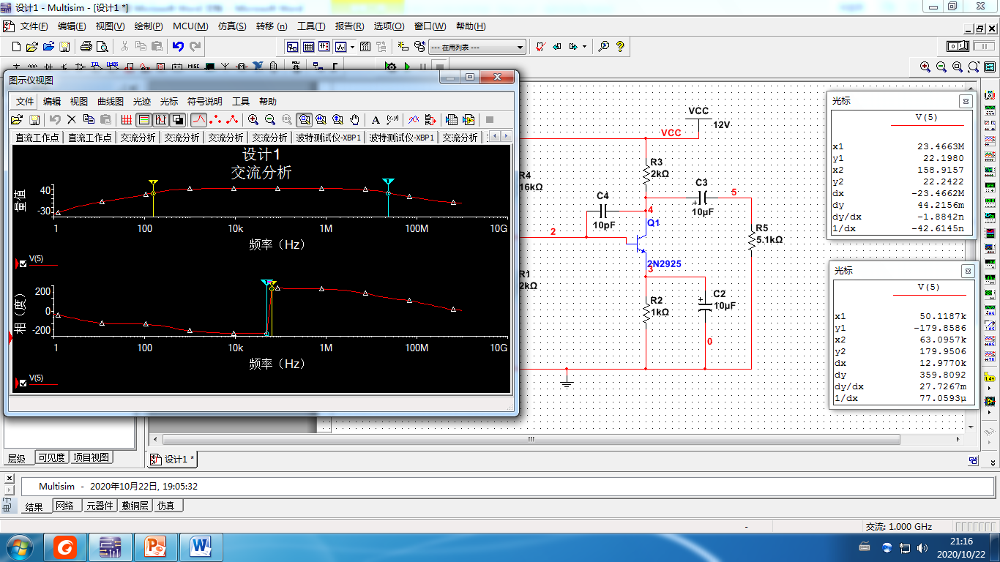 设计1 - Multisim - [设计1 *]
文件(F) 编辑(E) 视图(V) 绘制(P) MCU(M) 仿真(S) 转移 (n) 工具(T) 报告(R) 选项(O) 窗口(W) 帮助(H)
--- 在用列表 ---
MISC
图示仪视图
文件 编辑 视图 曲线图 光迹 光标 符号说明 工具 帮助
直流工作点 直流工作点 交流分析 交流分析 交流分析 交流分析 波特测试仪-XBP1 波特测试仪-XBP1 交流分析
设计1
交流分析
量值
40
-30
1 100 10k 1M 100M 10G
频率（Hz）
V(5)
相（度）
200
0
-200
1 100 10k 1M 100M 10G
频率（Hz）
V(5)
VCC
12V
VCC
R4
16kΩ
R3
2kΩ
C3
10μF
5
C4
10pF
4
Q1
2
2N2925
3
R5
5.1kΩ
R1
2kΩ
R2
1kΩ
C2
10μF
0
光标
V(5)
x1 23.4663M
y1 22.1980
x2 158.9157
y2 22.2422
dx -23.4662M
dy 44.2156m
dy/dx -1.8842n
1/dx -42.6145n
光标
V(5)
x1 50.1187k
y1 -179.8586
x2 63.0957k
y2 179.9506
dx 12.9770k
dy 359.8092
dy/dx 27.7267m
1/dx 77.0593μ
1.4v
层级 可见度 项目视图
设计1 *
Multisim - 2020年10月22日, 19:05:32
结果 网络 元器件 敷铜层 仿真
-
交流: 1.000 GHz
21:16
2020/10/22